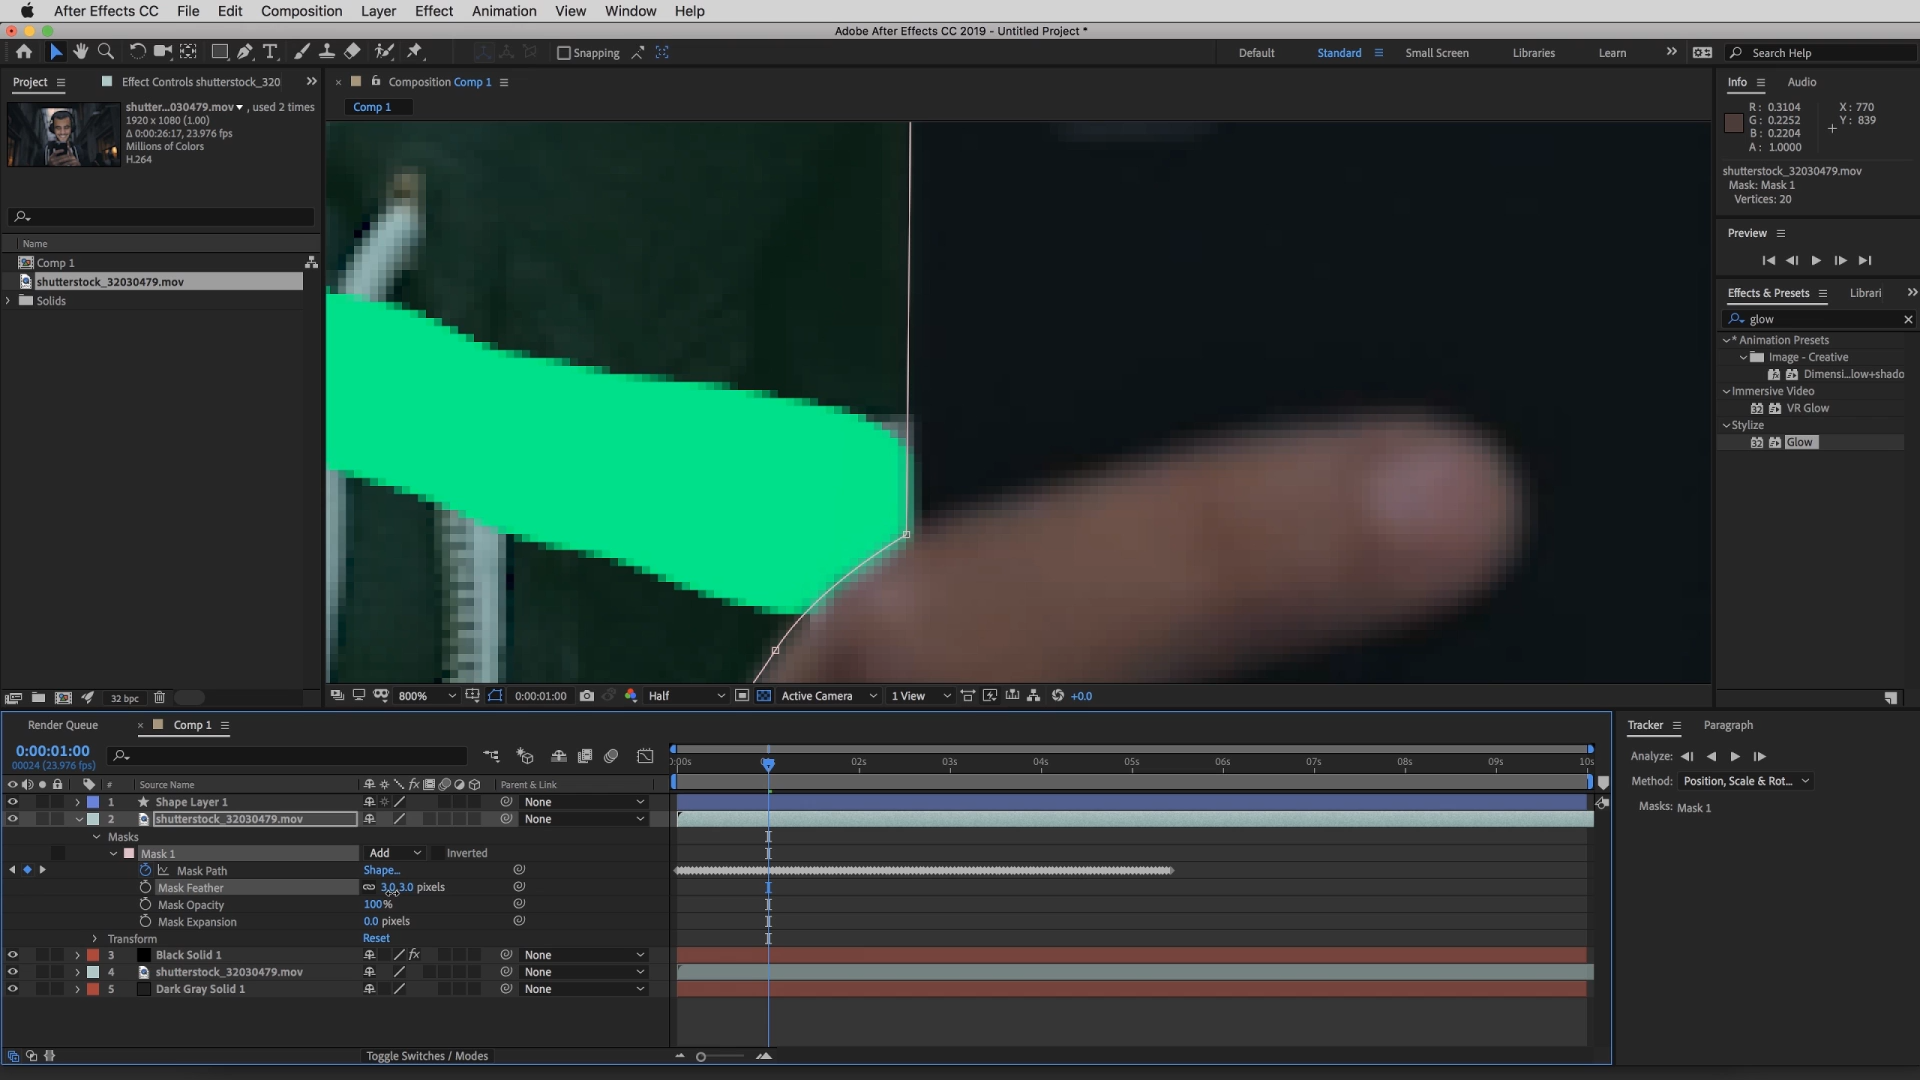 After Effects CC File Edit Composition Layer Effect Animation View Window Help
Adobe After Effects CC 2019 - Untitled Project *
Snapping Default Standard Small Screen Libraries Learn Search Help
Project Effect Controls shutterstock_320 Composition Comp 1 Info Audio
shutter...030479.mov , used 2 times
1920 x 1080 (1.00)
Δ 0:00:26:17, 23.976 fps)
Millions of Colors
H.264
Comp 1
R: 0.3104 X: 770
G: 0.2252 Y: 839
B: 0.2204
A: 1.0000
shutterstock_32030479.mov
Mask: Mask 1
Vertices: 20
Name
Comp 1
shutterstock_32030479.mov
Solids
Preview
Effects & Presets Librari
glow
* Animation Presets
Image - Creative
Dimensi...low+shado
Immersive Video
VR Glow
Stylize
Glow
32 bpc 800% 0:00:01:00 Half Active Camera 1 View +0.0
Render Queue Comp 1
0:00:01:00
00024 (23.976 fps)
:00s 02s 03s 04s 05s 06s 07s 08s 09s 10s
# Source Name Parent & Link
1 Shape Layer 1 None
2 shutterstock_32030479.mov None
Masks
Mask 1 Add Inverted
Mask Path Shape...
Mask Feather 3.0,3.0 pixels
Mask Opacity 100%
Mask Expansion 0.0 pixels
Transform Reset
3 Black Solid 1 None
4 shutterstock_32030479.mov None
5 Dark Gray Solid 1 None
Toggle Switches / Modes
Tracker Paragraph
Analyze:
Method: Position, Scale & Rot...
Masks: Mask 1